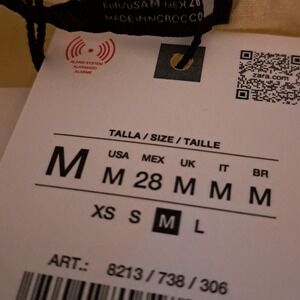 EUR/USA M MEX 28
MADE IN MOROCCO
ALARM SYSTEM
ALARMADO
ALARME
zara.com
TALLA / SIZE / TAILLE
USA MEX UK IT BR
M M 28 M M M
XS S M L
ART.: 8213 / 738 / 306